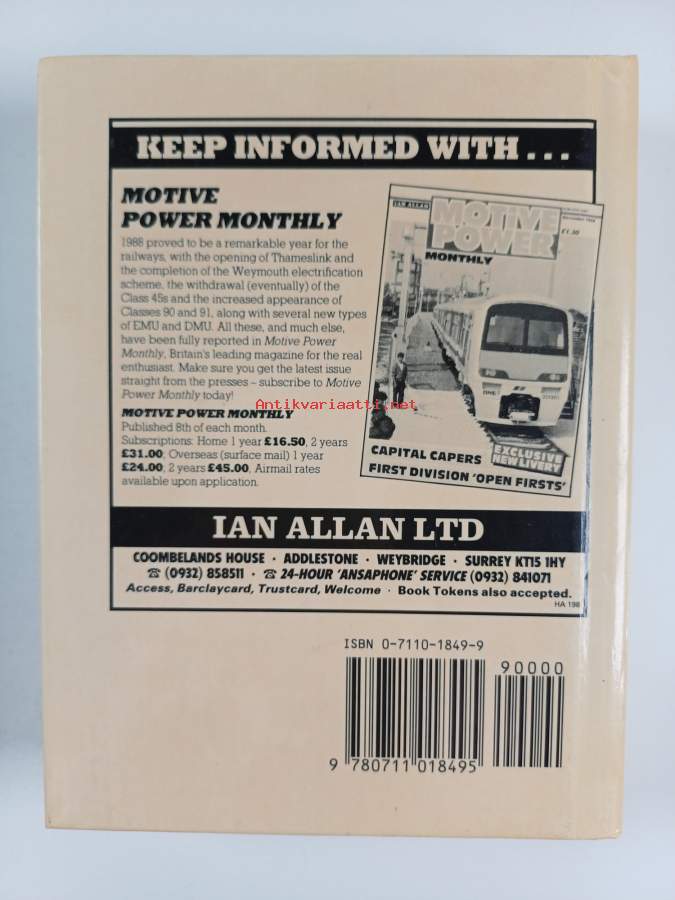 KEEP INFORMED WITH...
MOTIVE
POWER MONTHLY
1988 proved to be a remarkable year for the
railways, with the opening of Thameslink and
the completion of the Weymouth electrification
scheme, the withdrawal (eventually) of the
Class 45s and the increased appearance of
Classes 90 and 91, along with several new types
of EMU and DMU. All these, and much else,
have been fully reported in Motive Power
Monthly, Britain's leading magazine for the real
enthusiast. Make sure you get the latest issue
straight from the presses – subscribe to Motive
Power Monthly today!
MOTIVE POWER MONTHLY
Published 8th of each month.
Subscriptions: Home 1 year £16.50, 2 years
£31.00; Overseas (surface mail) 1 year
£24.00, 2 years £45.00, Airmail rates
available upon application.
IAN ALLAN
MOTIVE
POWER
MONTHLY
£1.30
EXCLUSIVE
NEW LIVERY
CAPITAL CAPERS
FIRST DIVISION 'OPEN FIRSTS'
Antikvariaatti.net
IAN ALLAN LTD
COOMBELANDS HOUSE · ADDLESTONE · WEYBRIDGE · SURREY KT15 1HY
☎ (0932) 858511 · ☎ 24-HOUR 'ANSAPHONE' SERVICE (0932) 841071
Access, Barclaycard, Trustcard, Welcome · Book Tokens also accepted.
HA 198
ISBN 0-7110-1849-9
90000
9 780711 018495